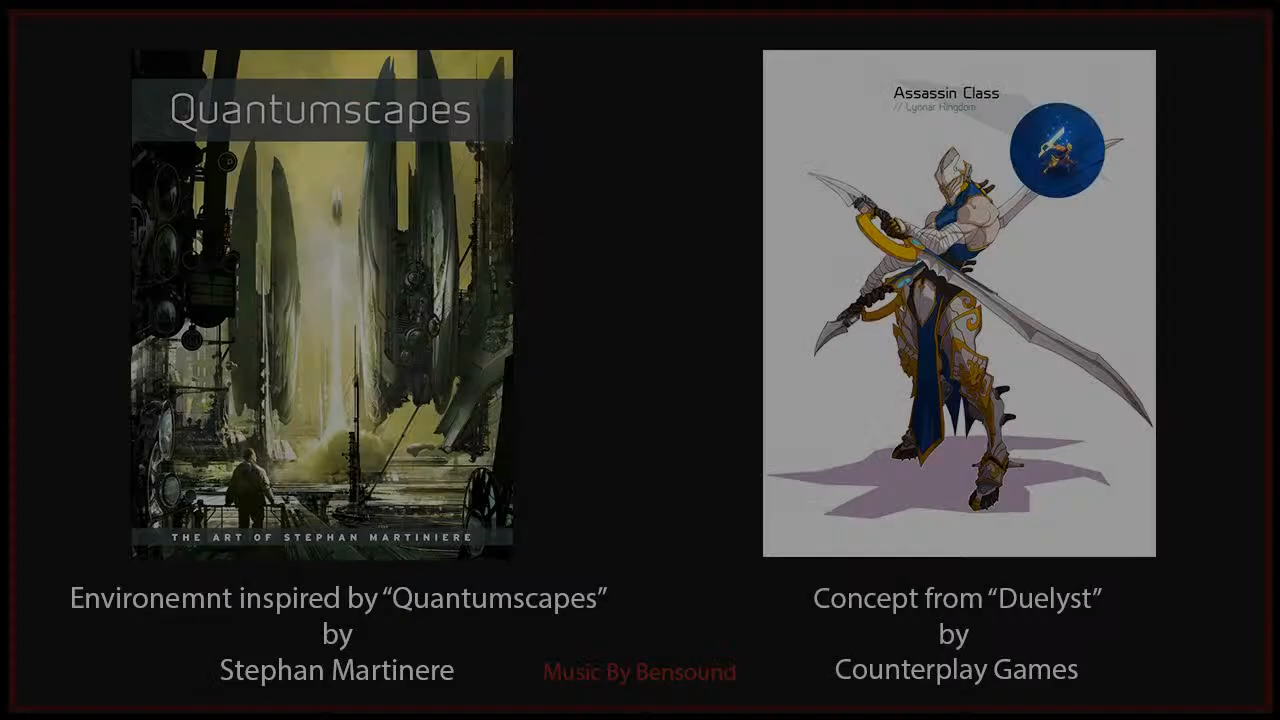 Quantumscapes
THE ART OF STEPHAN MARTINIERE
Environemnt inspired by “Quantumscapes”
by
Stephan Martinere
Assassin Class
// Lyonar Kingdom
Concept from “Duelyst”
by
Counterplay Games
Music By Bensound